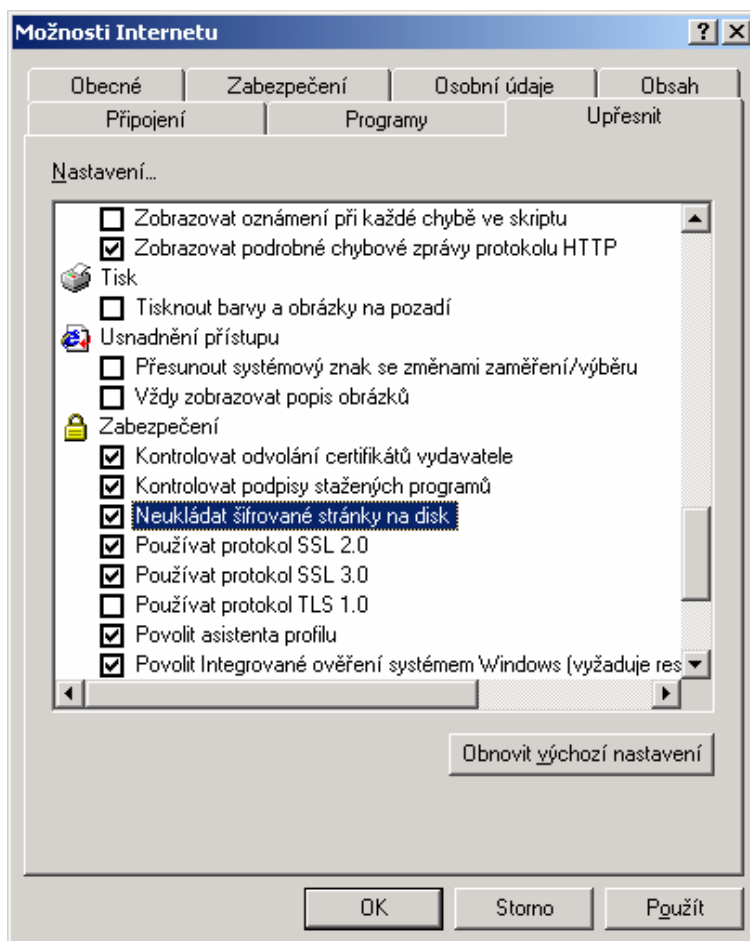 Možnosti Internetu
Obecné Zabezpečení Osobní údaje Obsah
Připojení Programy Upřesnit
Nastavení...
Zobrazovat oznámení při každé chybě ve skriptu
Zobrazovat podrobné chybové zprávy protokolu HTTP
Tisk
Tisknout barvy a obrázky na pozadí
Usnadnění přístupu
Přesunout systémový znak se změnami zaměření/výběru
Vždy zobrazovat popis obrázků
Zabezpečení
Kontrolovat odvolání certifikátů vydavatele
Kontrolovat podpisy stažených programů
Neukládat šifrované stránky na disk
Používat protokol SSL 2.0
Používat protokol SSL 3.0
Používat protokol TLS 1.0
Povolit asistenta profilu
Povolit Integrované ověření systémem Windows (vyžaduje res
Obnovit výchozí nastavení
OK Storno Použít